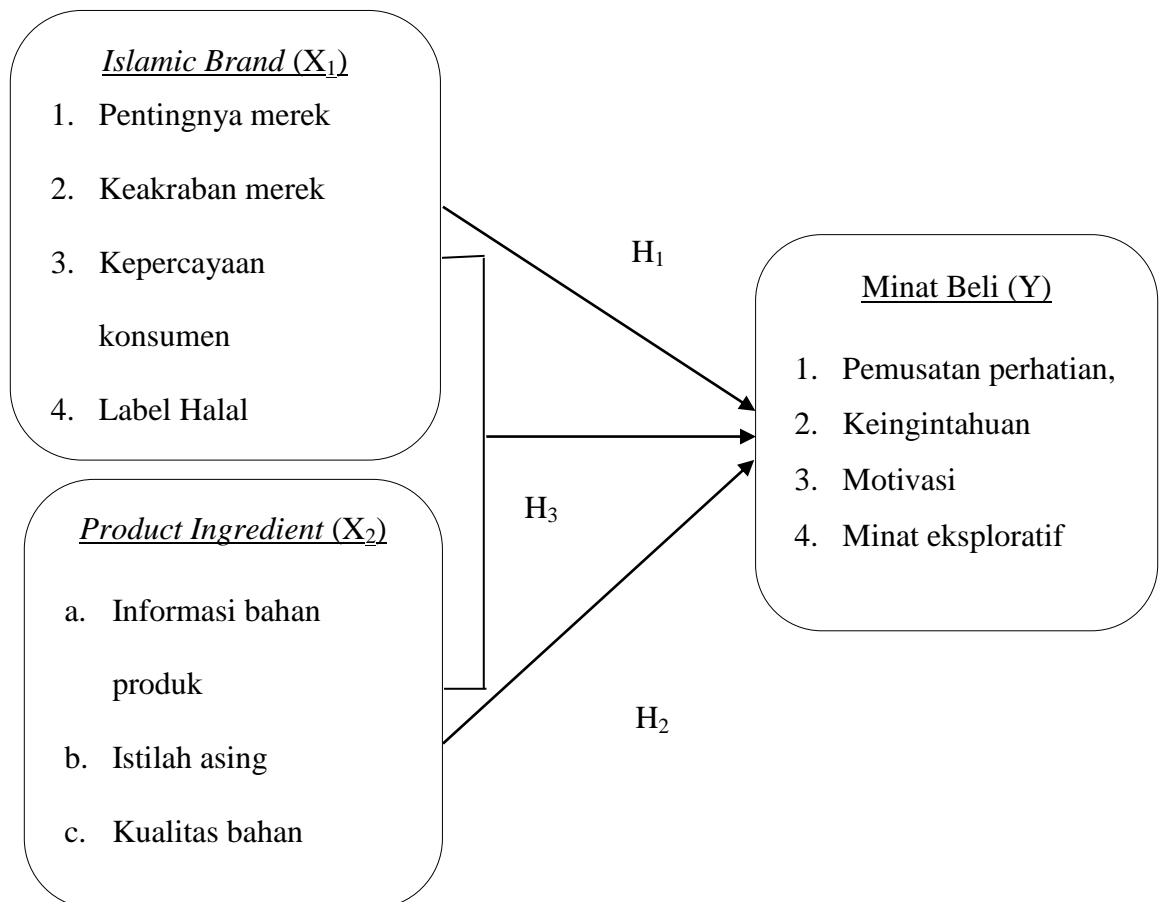 Islamic Brand (X₁)
1. Pentingnya merek
2. Keakraban merek
3. Kepercayaan
konsumen
4. Label Halal
Product Ingredient (X₂)
a. Informasi bahan
produk
b. Istilah asing
c. Kualitas bahan
H₁
H₃
H₂
Minat Beli (Y)
1. Pemusatan perhatian,
2. Keingintahuan
3. Motivasi
4. Minat eksploratif